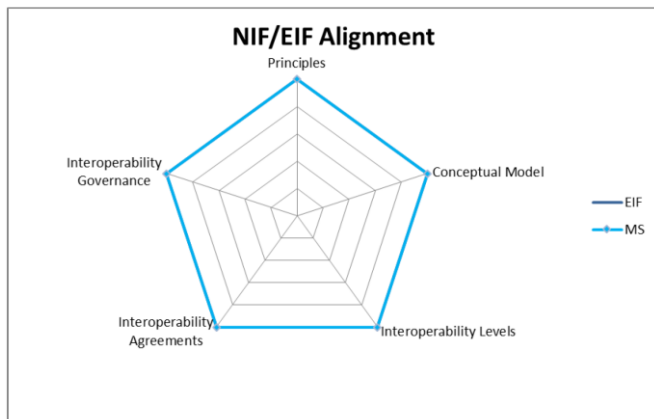 NIF/EIF Alignment
Principles
Interoperability
Governance
Conceptual Model
EIF
MS
Interoperability
Agreements
Interoperability Levels